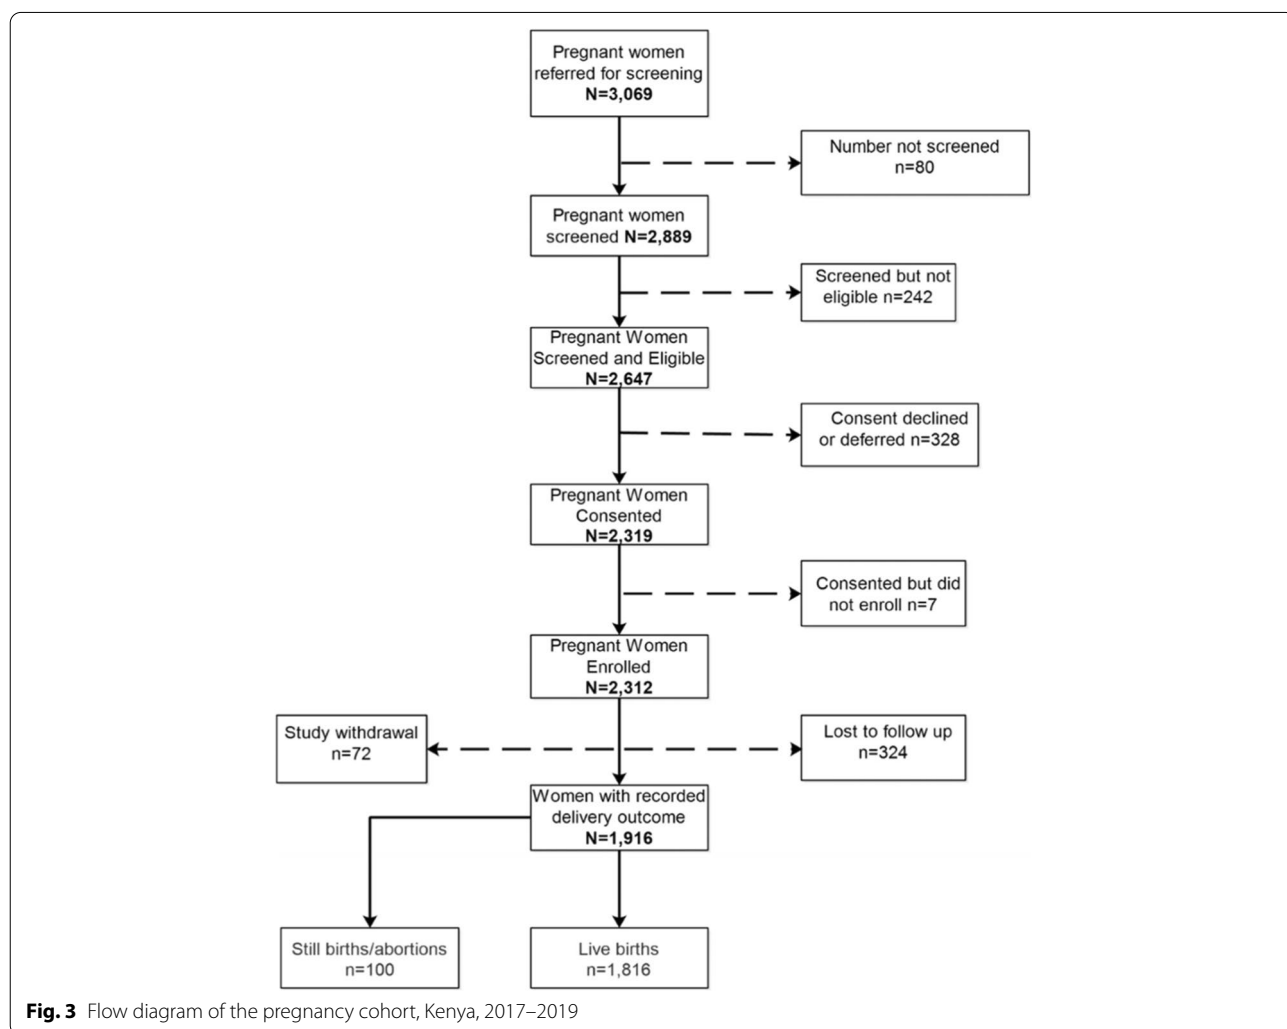 Pregnant women
referred for screening
N=3,069
Number not screened
n=80
Pregnant women
screened N=2,889
Screened but not
eligible n=242
Pregnant Women
Screened and Eligible
N=2,647
Consent declined
or deferred n=328
Pregnant Women
Consented
N=2,319
Consented but did
not enroll n=7
Pregnant Women
Enrolled
N=2,312
Study withdrawal
n=72
Lost to follow up
n=324
Women with recorded
delivery outcome
N=1,916
Still births/abortions
n=100
Live births
n=1,816
Fig. 3 Flow diagram of the pregnancy cohort, Kenya, 2017–2019